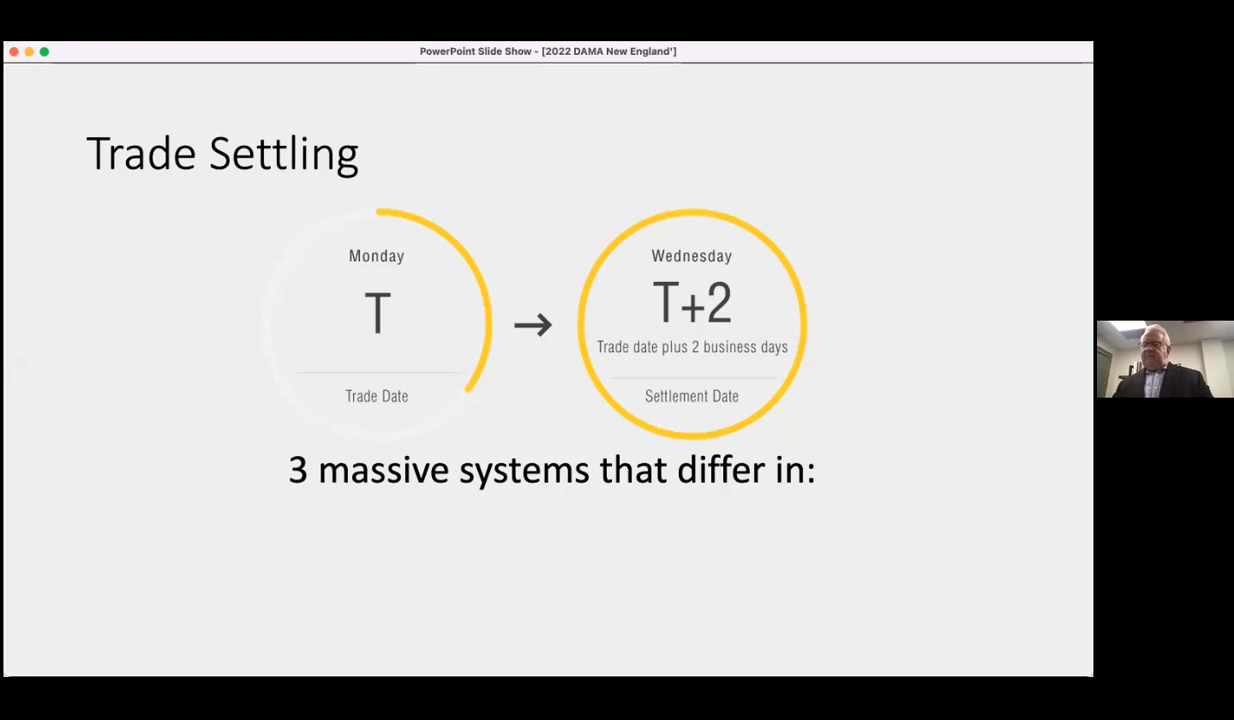 PowerPoint Slide Show - [2022 DAMA New England']
Trade Settling
Monday
T
Trade Date
→
Wednesday
T+2
Trade date plus 2 business days
Settlement Date
3 massive systems that differ in: